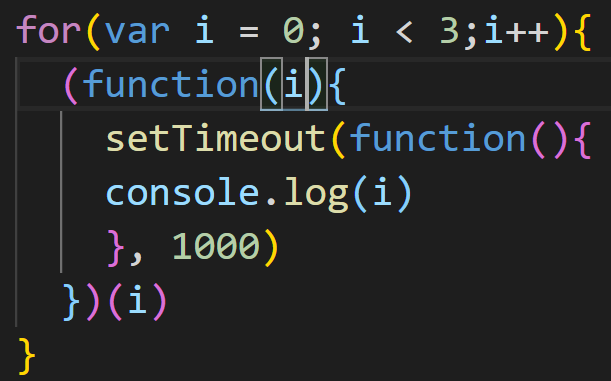 for(var i = 0; i < 3;i++){
  (function(i){
    setTimeout(function(){
    console.log(i)
    }, 1000)
  })(i)
}